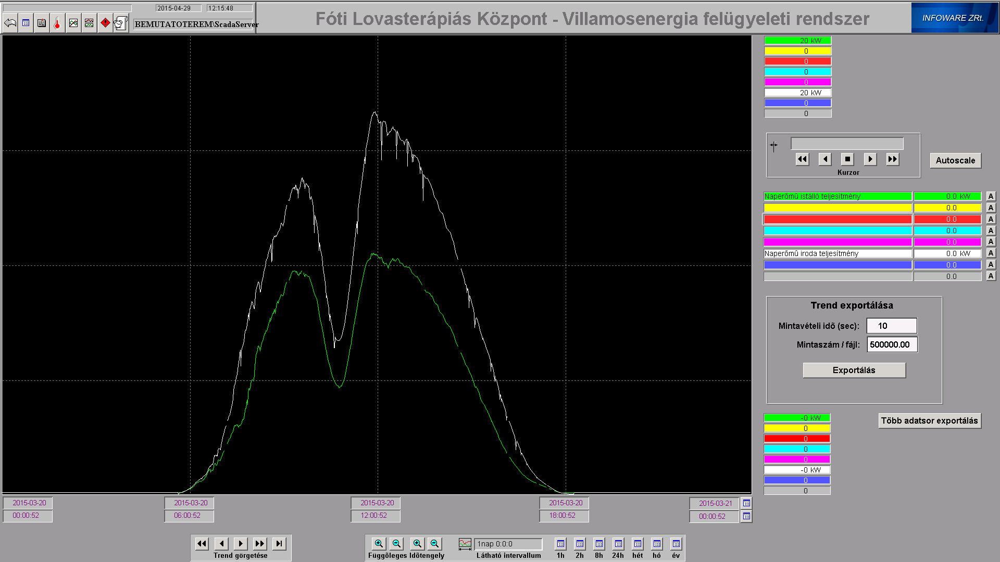 2015-04-29 12:15:48
BEMUTATOTEREM\ScadaServer
Fóti Lovasterápiás Központ - Villamosenergia felügyeleti rendszer
INFOWARE ZRt.
20 kW
0
0
0
0
20 kW
0
0
Kurzor
Autoscale
Naperőmű istálló teljesítmény 0.0 kW A
0.0 A
0.0 A
0.0 A
0.0 A
Naperőmű iroda teljesítmény 0.0 kW A
0.0 A
0.0 A
Trend exportálása
Mintavételi idő (sec): 10
Mintaszám / fájl: 500000.00
Exportálás
-0 kW
0
0
0
0
-0 kW
0
0
Több adatsor exportálás
2015-03-20 2015-03-20 2015-03-20 2015-03-20 2015-03-21
00:00:52 06:00:52 12:00:52 18:00:52 00:00:52
Trend görgetése
1nap 0:0:0
Függőleges Időtengely Látható intervallum 1h 2h 8h 24h hét hó év